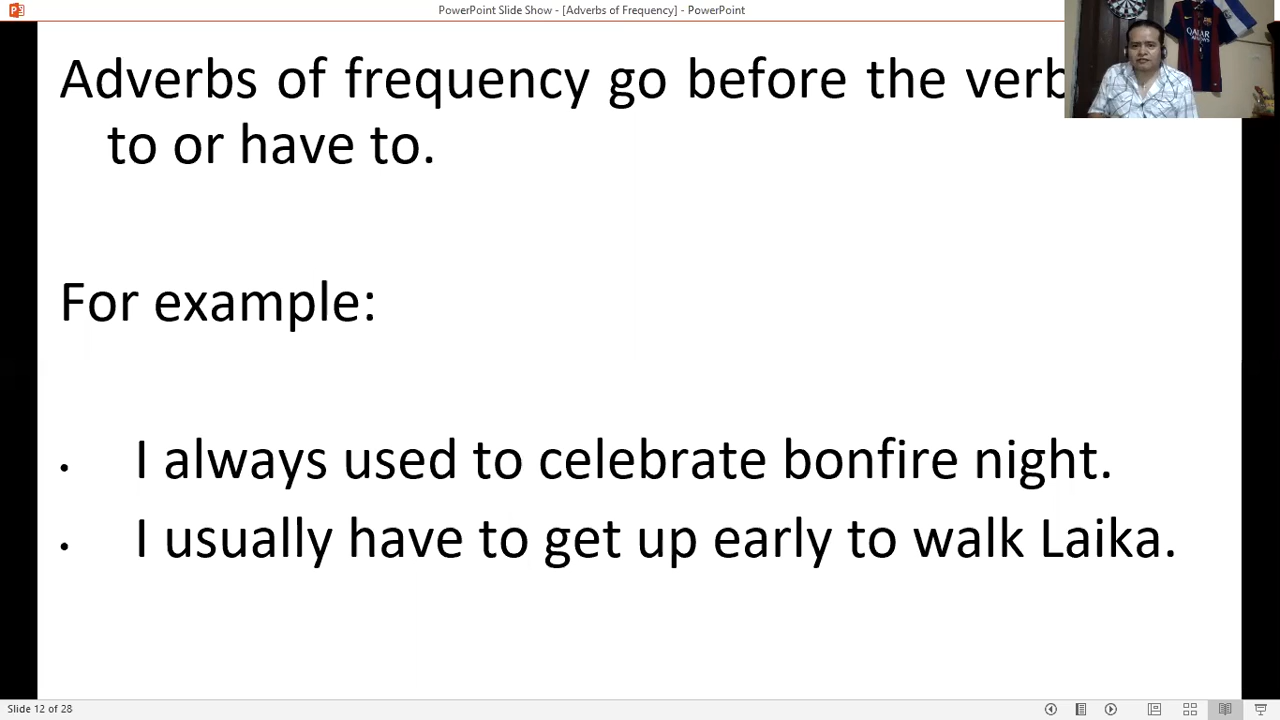 PowerPoint Slide Show - [Adverbs of Frequency] - PowerPoint
Adverbs of frequency go before the verb
to or have to.
For example:
• I always used to celebrate bonfire night.
• I usually have to get up early to walk Laika.
QATAR
AIRWAYS
Slide 12 of 28